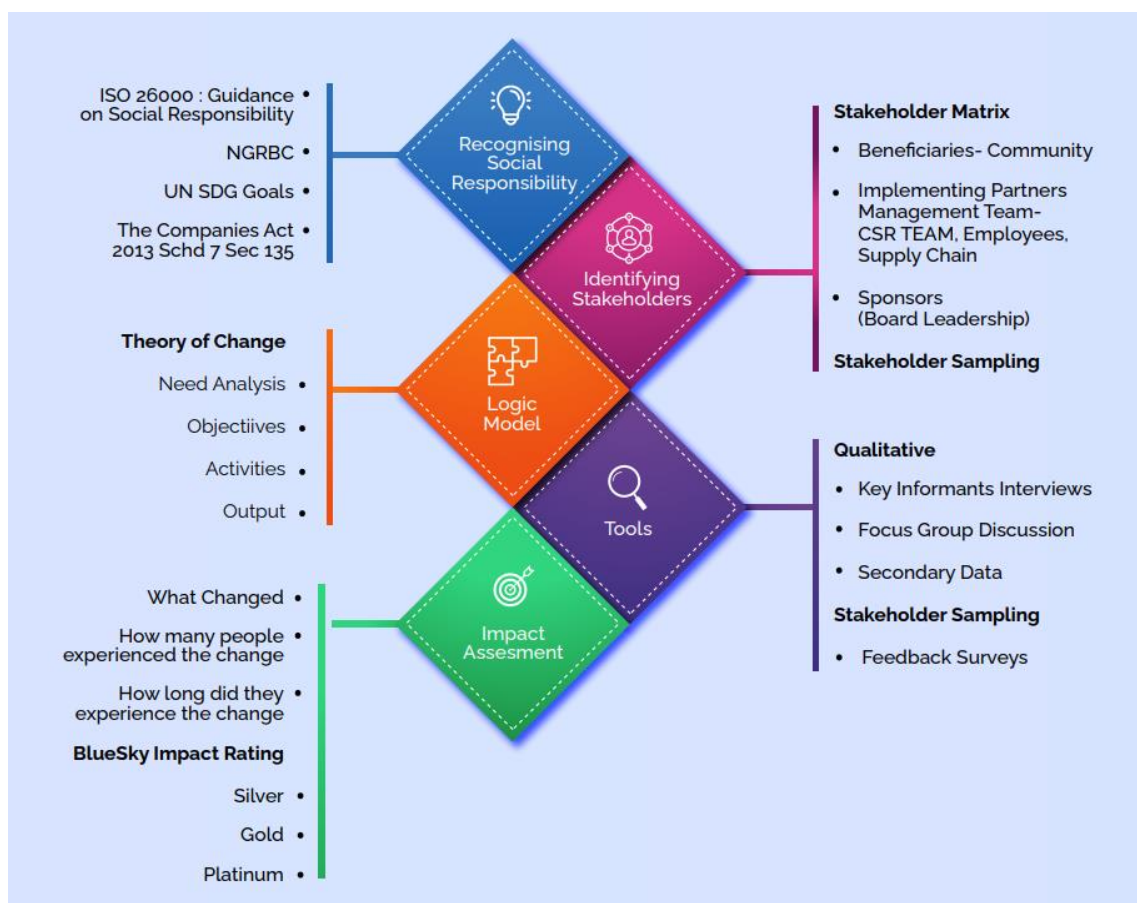 ISO 26000 : Guidance
on Social Responsibility
NGRBC
UN SDG Goals
The Companies Act
2013 Schd 7 Sec 135
Recognising
Social
Responsibility
Stakeholder Matrix
Beneficiaries- Community
Implementing Partners
Management Team-
CSR TEAM, Employees,
Supply Chain
Sponsors
(Board Leadership)
Stakeholder Sampling
Identifying
Stakeholders
Theory of Change
Need Analysis
Objectiives
Activities
Output
Logic
Model
Qualitative
Key Informants Interviews
Focus Group Discussion
Secondary Data
Stakeholder Sampling
Feedback Surveys
Tools
What Changed
How many people
experienced the change
How long did they
experience the change
BlueSky Impact Rating
Silver
Gold
Platinum
Impact
Assesment